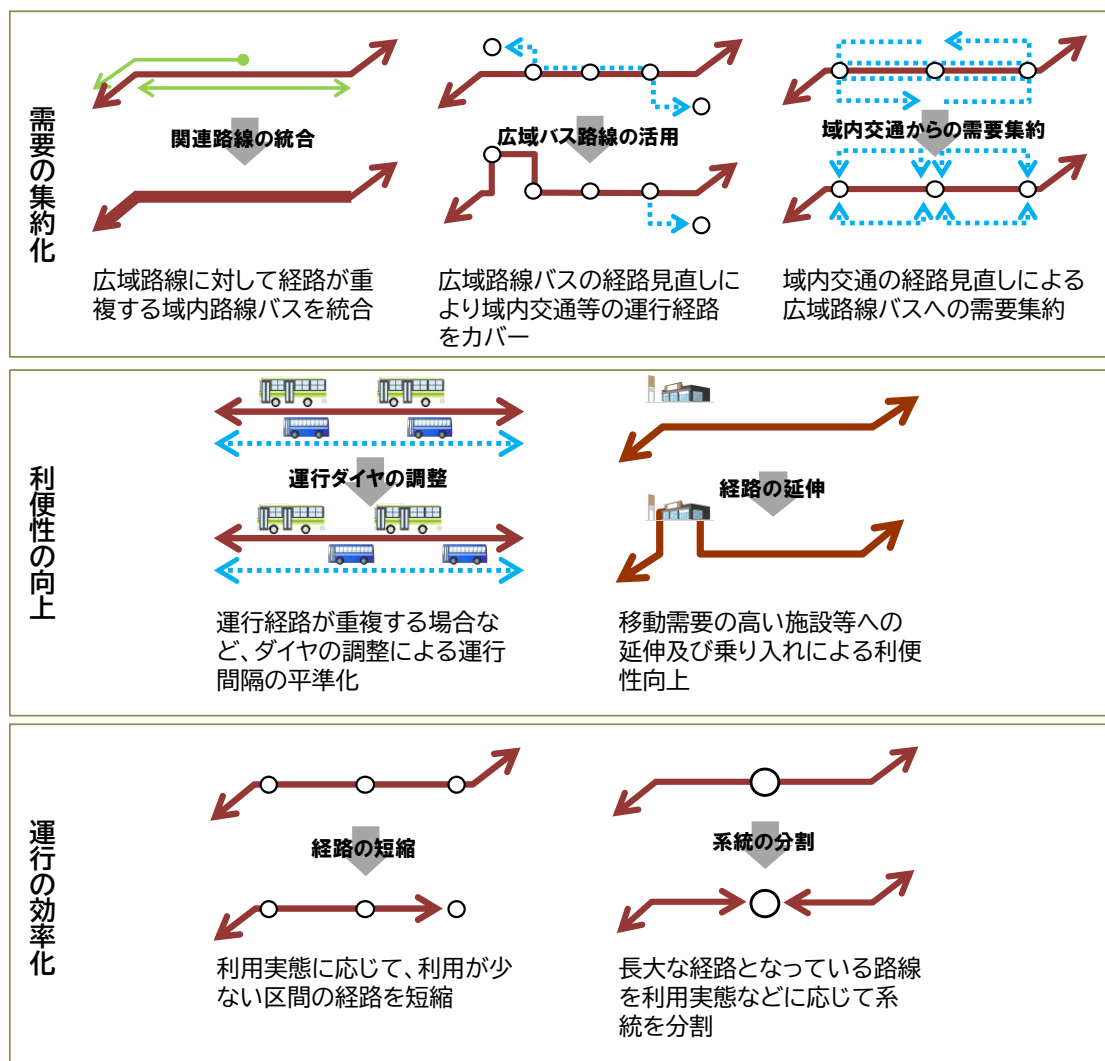 需要の集約化
関連路線の統合
広域路線に対して経路が重
複する域内路線バスを統合
広域バス路線の活用
広域路線バスの経路見直しに
より域内交通等の運行経路
をカバー
域内交通からの需要集約
域内交通の経路見直しによる
広域路線バスへの需要集約
利便性の向上
運行ダイヤの調整
運行経路が重複する場合な
ど、ダイヤの調整による運行
間隔の平準化
経路の延伸
移動需要の高い施設等への
延伸及び乗り入れによる利便
性向上
運行の効率化
経路の短縮
利用実態に応じて、利用が少
ない区間の経路を短縮
系統の分割
長大な経路となっている路線
を利用実態などに応じて系
統を分割